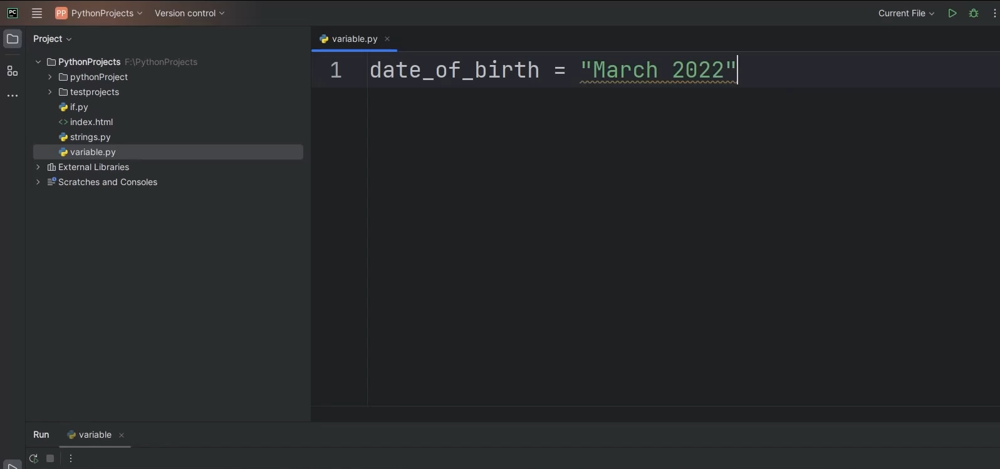 PC PP PythonProjects Version control Current File
Project
variable.py
PythonProjects F:\PythonProjects
pythonProject
testprojects
if.py
<> index.html
strings.py
variable.py
External Libraries
Scratches and Consoles
1 date_of_birth = "March 2022"
Run variable